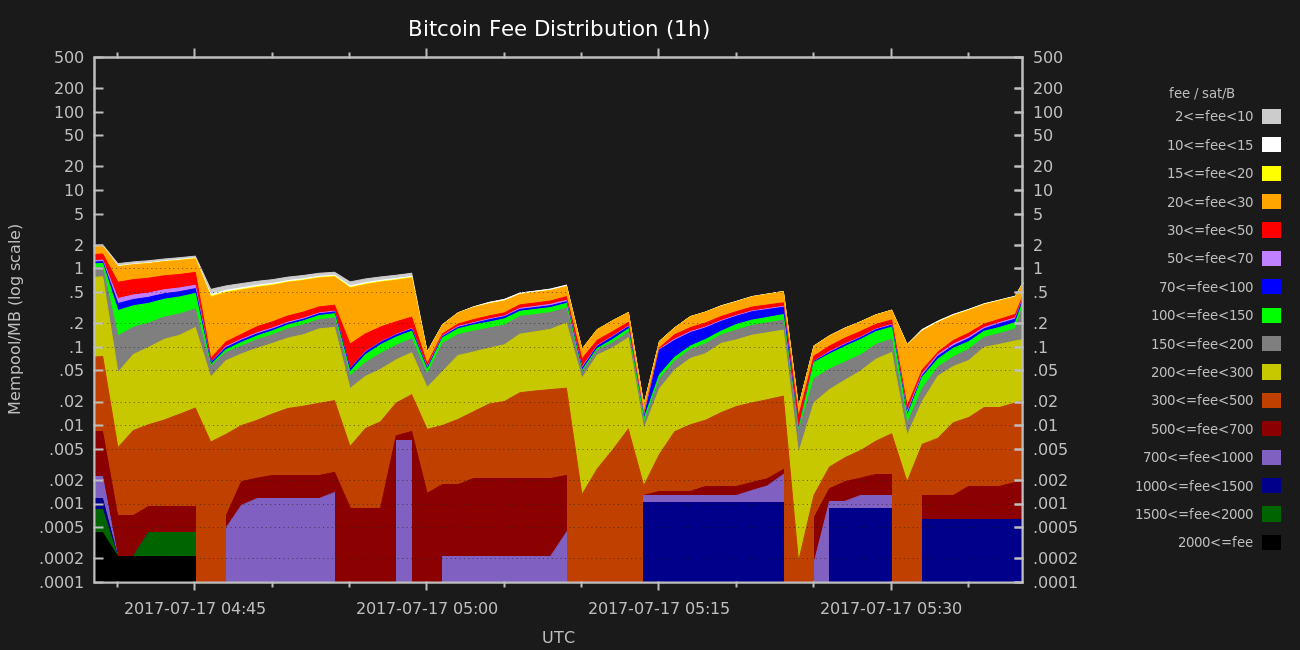 Bitcoin Fee Distribution (1h)
Mempool/MB (log scale)
500
200
100
50
20
10
5
2
1
.5
.2
.1
.05
.02
.01
.005
.002
.001
.0005
.0002
.0001
500
200
100
50
20
10
5
2
1
.5
.2
.1
.05
.02
.01
.005
.002
.001
.0005
.0002
.0001
2017-07-17 04:45
2017-07-17 05:00
2017-07-17 05:15
2017-07-17 05:30
UTC
fee / sat/B
2<=fee<10
10<=fee<15
15<=fee<20
20<=fee<30
30<=fee<50
50<=fee<70
70<=fee<100
100<=fee<150
150<=fee<200
200<=fee<300
300<=fee<500
500<=fee<700
700<=fee<1000
1000<=fee<1500
1500<=fee<2000
2000<=fee